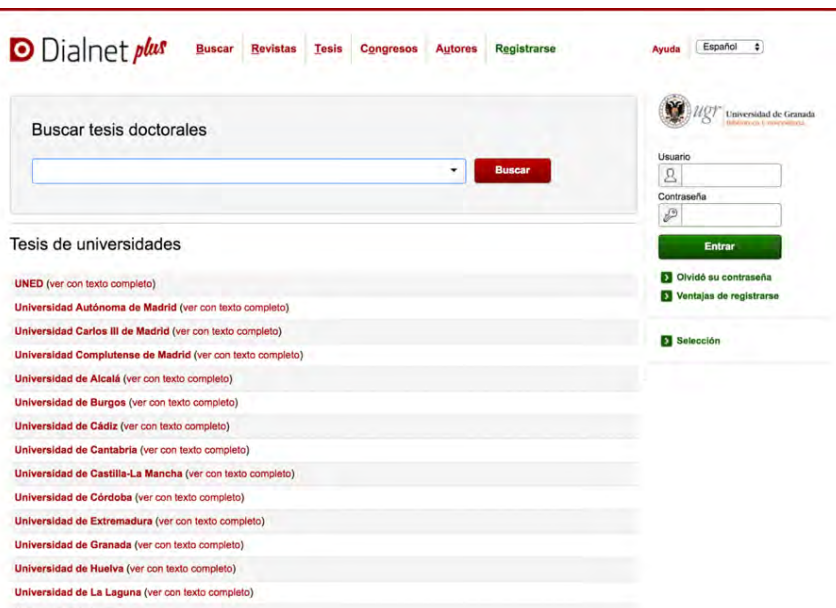 Dialnet plus
Buscar Revistas Tesis Congresos Autores Registrarse
Ayuda Español
Buscar tesis doctorales
Buscar
Tesis de universidades
UNED (ver con texto completo)
Universidad Autónoma de Madrid (ver con texto completo)
Universidad Carlos III de Madrid (ver con texto completo)
Universidad Complutense de Madrid (ver con texto completo)
Universidad de Alcalá (ver con texto completo)
Universidad de Burgos (ver con texto completo)
Universidad de Cádiz (ver con texto completo)
Universidad de Cantabria (ver con texto completo)
Universidad de Castilla-La Mancha (ver con texto completo)
Universidad de Córdoba (ver con texto completo)
Universidad de Extremadura (ver con texto completo)
Universidad de Granada (ver con texto completo)
Universidad de Huelva (ver con texto completo)
Universidad de La Laguna (ver con texto completo)
ugr Universidad de Granada
Biblioteca Universitaria
Usuario
Contraseña
Entrar
Olvidó su contraseña
Ventajas de registrarse
Selección